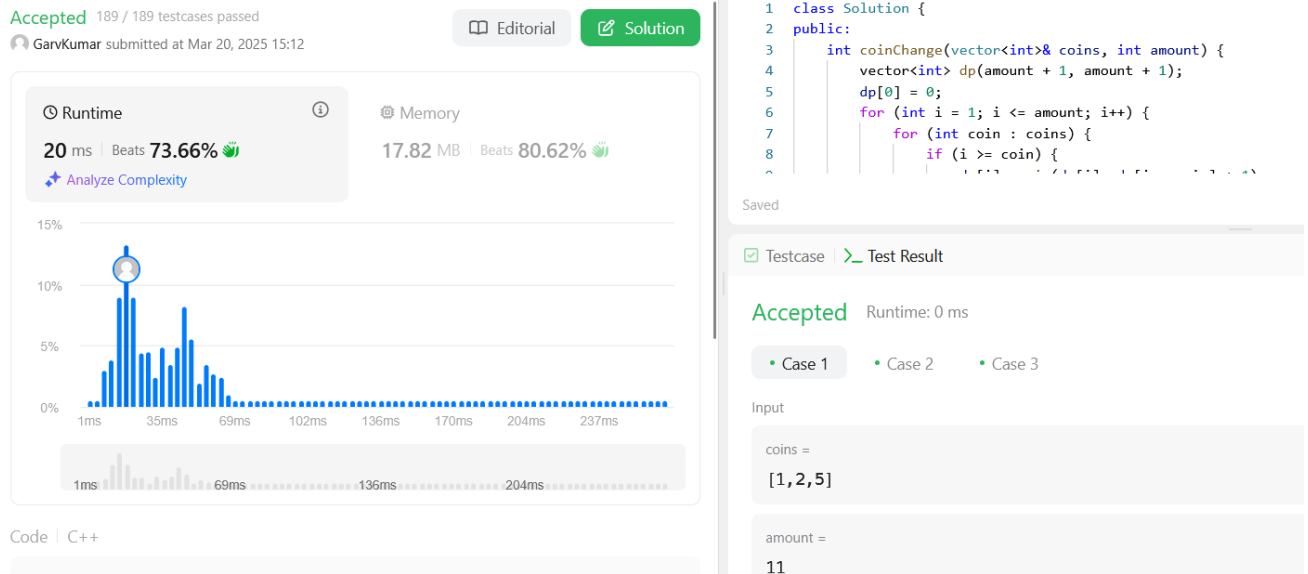 Accepted 189 / 189 testcases passed
GarvKumar submitted at Mar 20, 2025 15:12
Editorial
Solution
Runtime
20 ms Beats 73.66%
Analyze Complexity
Memory
17.82 MB Beats 80.62%
15%
10%
5%
0%
1ms 35ms 69ms 102ms 136ms 170ms 204ms 237ms
1ms 69ms 136ms 204ms
Code C++
1 class Solution {
2 public:
3 int coinChange(vector<int>& coins, int amount) {
4 vector<int> dp(amount + 1, amount + 1);
5 dp[0] = 0;
6 for (int i = 1; i <= amount; i++) {
7 for (int coin : coins) {
8 if (i >= coin) {
Saved
Testcase >_ Test Result
Accepted Runtime: 0 ms
• Case 1 • Case 2 • Case 3
Input
coins =
[1,2,5]
amount =
11